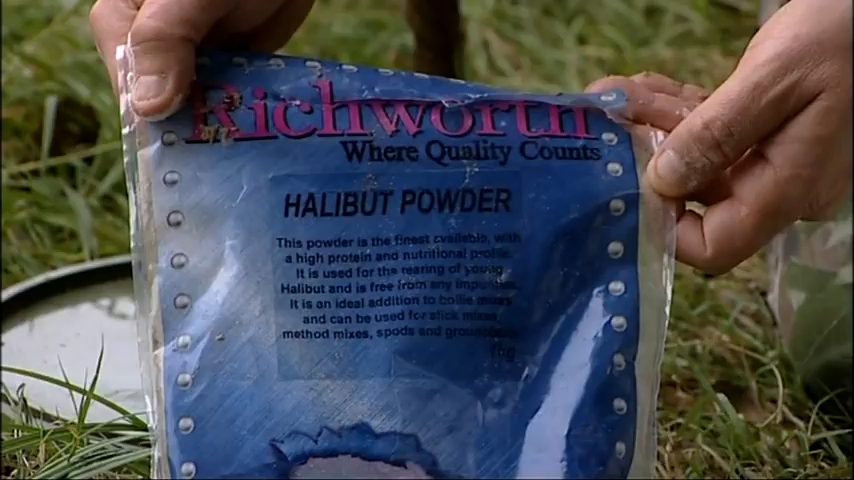 Richworth
Where Quality Counts
HALIBUT POWDER
This powder is the finest available, with
a high protein and nutritional profile.
It is used for the rearing of young
Halibut and is free from any impurities.
It is an ideal addition to boilie mixes
and can be used for stick mixes,
method mixes, spods and groundbaits